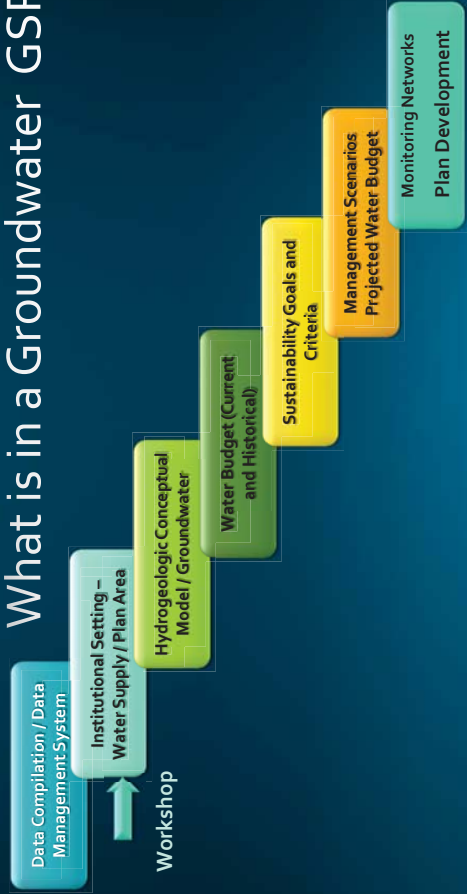 What is in a Groundwater GSP
Data Compilation / Data
Management System
Institutional Setting –
Water Supply / Plan Area
Workshop
Hydrogeologic Conceptual
Model / Groundwater
Water Budget (Current
and Historical)
Sustainability Goals and
Criteria
Management Scenarios
Projected Water Budget
Monitoring Networks
Plan Development